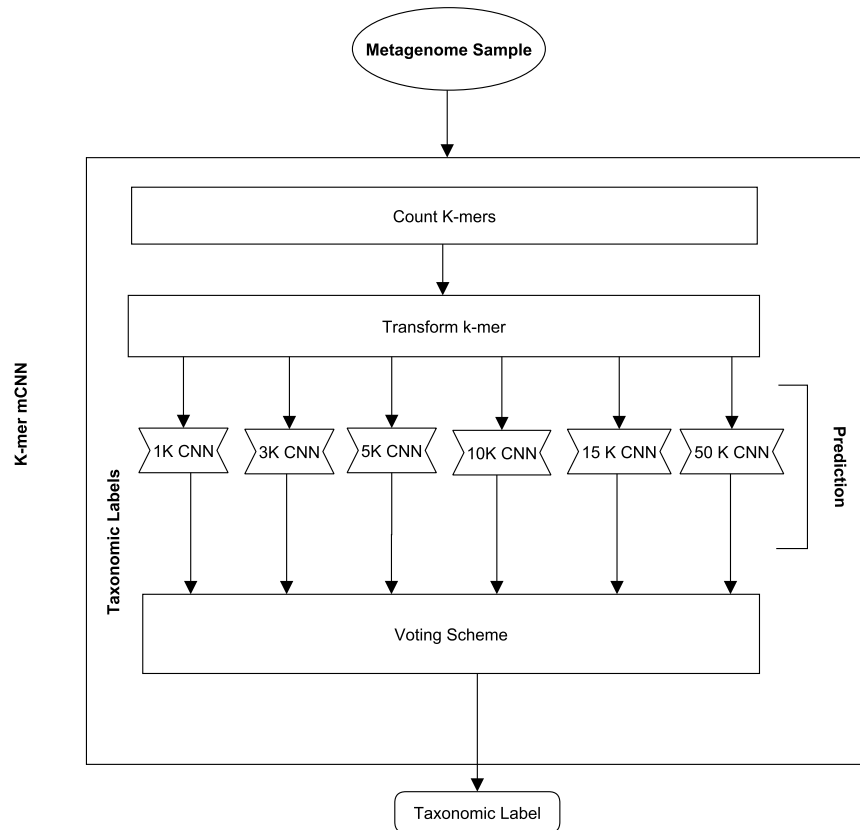 Metagenome Sample
Count K-mers
Transform k-mer
K-mer mCNN
1K CNN
3K CNN
5K CNN
10K CNN
15 K CNN
50 K CNN
Prediction
Taxonomic Labels
Voting Scheme
Taxonomic Label